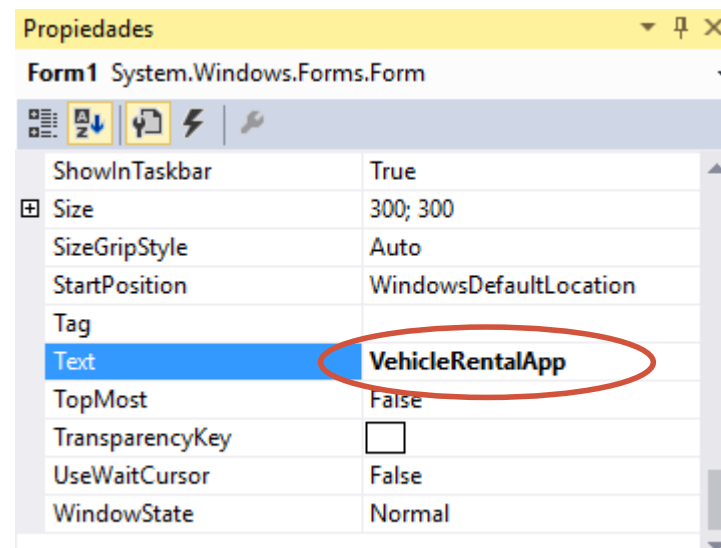 Propiedades
Form1 System.Windows.Forms.Form
ShowInTaskbar True
Size 300; 300
SizeGripStyle Auto
StartPosition WindowsDefaultLocation
Tag
Text VehicleRentalApp
TopMost False
TransparencyKey
UseWaitCursor False
WindowState Normal